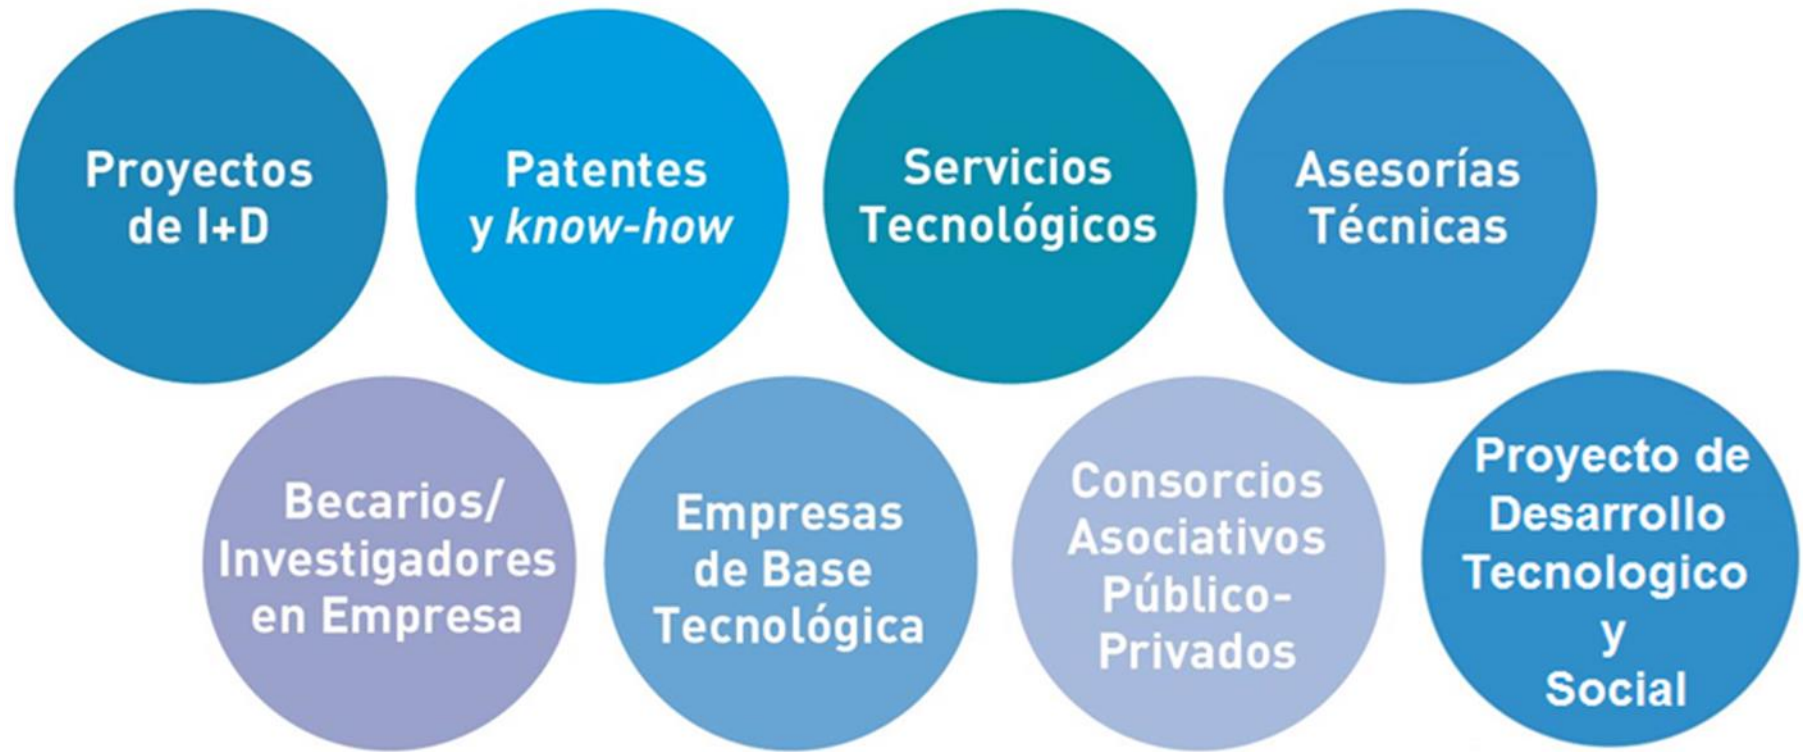 Proyectos
de I+D
Patentes
y know-how
Servicios
Tecnológicos
Asesorías
Técnicas
Becarios/
Investigadores
en Empresa
Empresas
de Base
Tecnológica
Consorcios
Asociativos
Público-
Privados
Proyecto de
Desarrollo
Tecnologico
y
Social